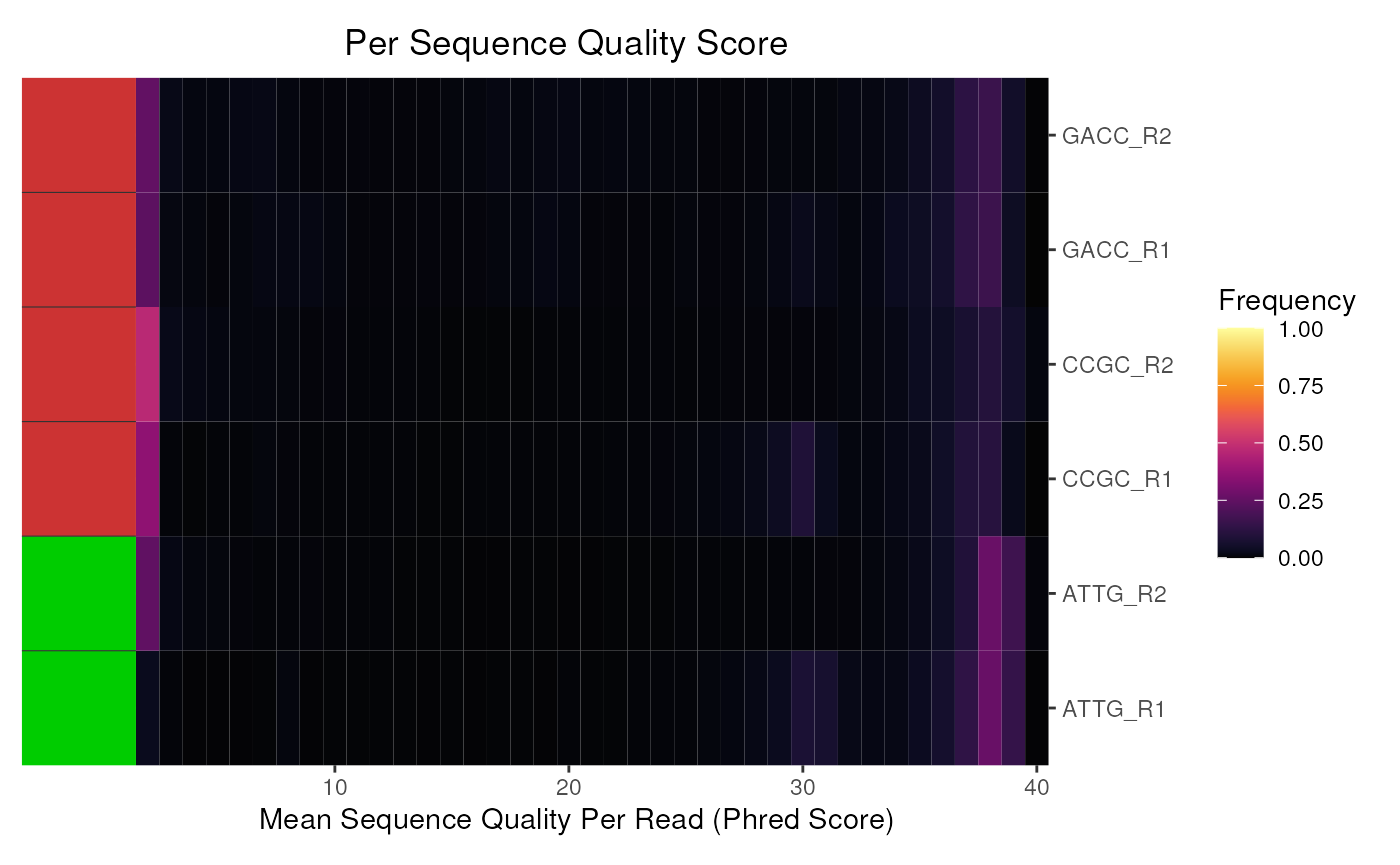 Per Sequence Quality Score
GACC_R2
GACC_R1
CCGC_R2
CCGC_R1
ATTG_R2
ATTG_R1
10 20 30 40
Mean Sequence Quality Per Read (Phred Score)
Frequency
1.00
0.75
0.50
0.25
0.00